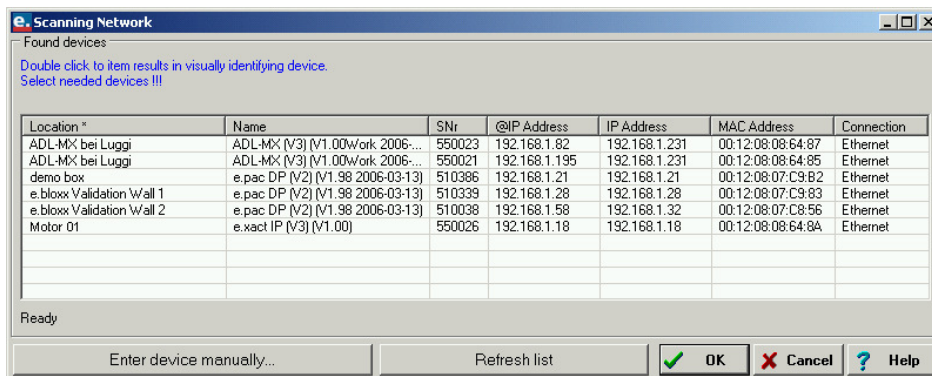 e. Scanning Network
Found devices
Double click to item results in visually identifying device.
Select needed devices !!!
Location * Name SNr @IP Address IP Address MAC Address Connection
ADL-MX bei Luggi ADL-MX (V3) (V1.00Work 2006-... 550023 192.168.1.82 192.168.1.231 00:12:08:08:64:87 Ethernet
ADL-MX bei Luggi ADL-MX (V3) (V1.00Work 2006-... 550021 192.168.1.195 192.168.1.231 00:12:08:08:64:85 Ethernet
demo box e.pac DP (V2) (V1.98 2006-03-13) 510386 192.168.1.21 192.168.1.21 00:12:08:07:C9:B2 Ethernet
e.bloxx Validation Wall 1 e.pac DP (V2) (V1.98 2006-03-13) 510339 192.168.1.28 192.168.1.28 00:12:08:07:C9:83 Ethernet
e.bloxx Validation Wall 2 e.pac DP (V2) (V1.98 2006-03-13) 510038 192.168.1.58 192.168.1.32 00:12:08:07:C8:56 Ethernet
Motor 01 e.xact IP (V3) (V1.00) 550026 192.168.1.18 192.168.1.18 00:12:08:08:64:8A Ethernet
Ready
Enter device manually... Refresh list OK Cancel ? Help